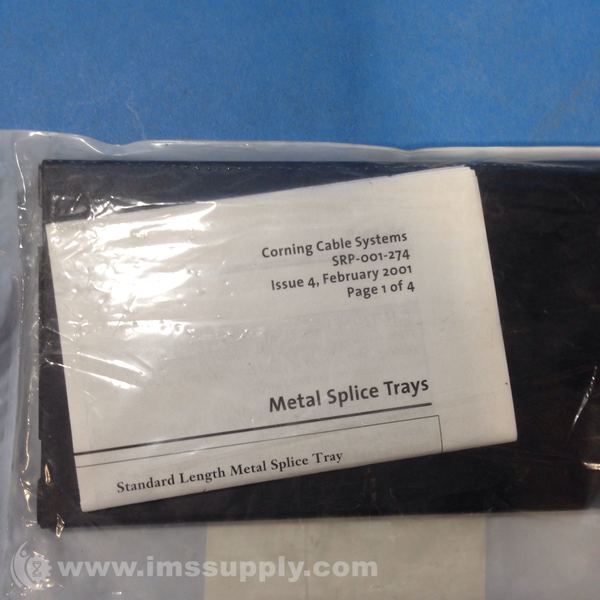 Corning Cable Systems
SRP-001-274
Issue 4, February 2001
Page 1 of 4
Metal Splice Trays
Standard Length Metal Splice Tray
www.imssupply.com